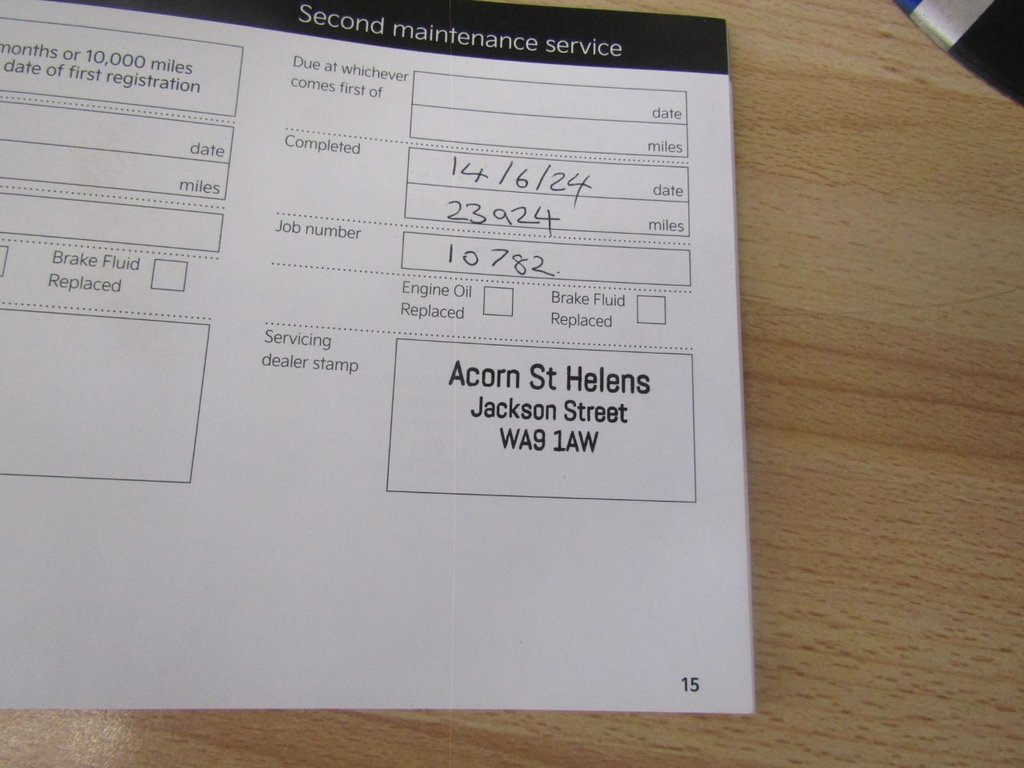 Second maintenance service
months or 10,000 miles
date of first registration
date
miles
Brake Fluid
Replaced
Due at whichever
comes first of
date
miles
Completed
14/6/24 date
23924 miles
Job number
10782.
Engine Oil
Replaced
Brake Fluid
Replaced
Servicing
dealer stamp
Acorn St Helens
Jackson Street
WA9 1AW
15